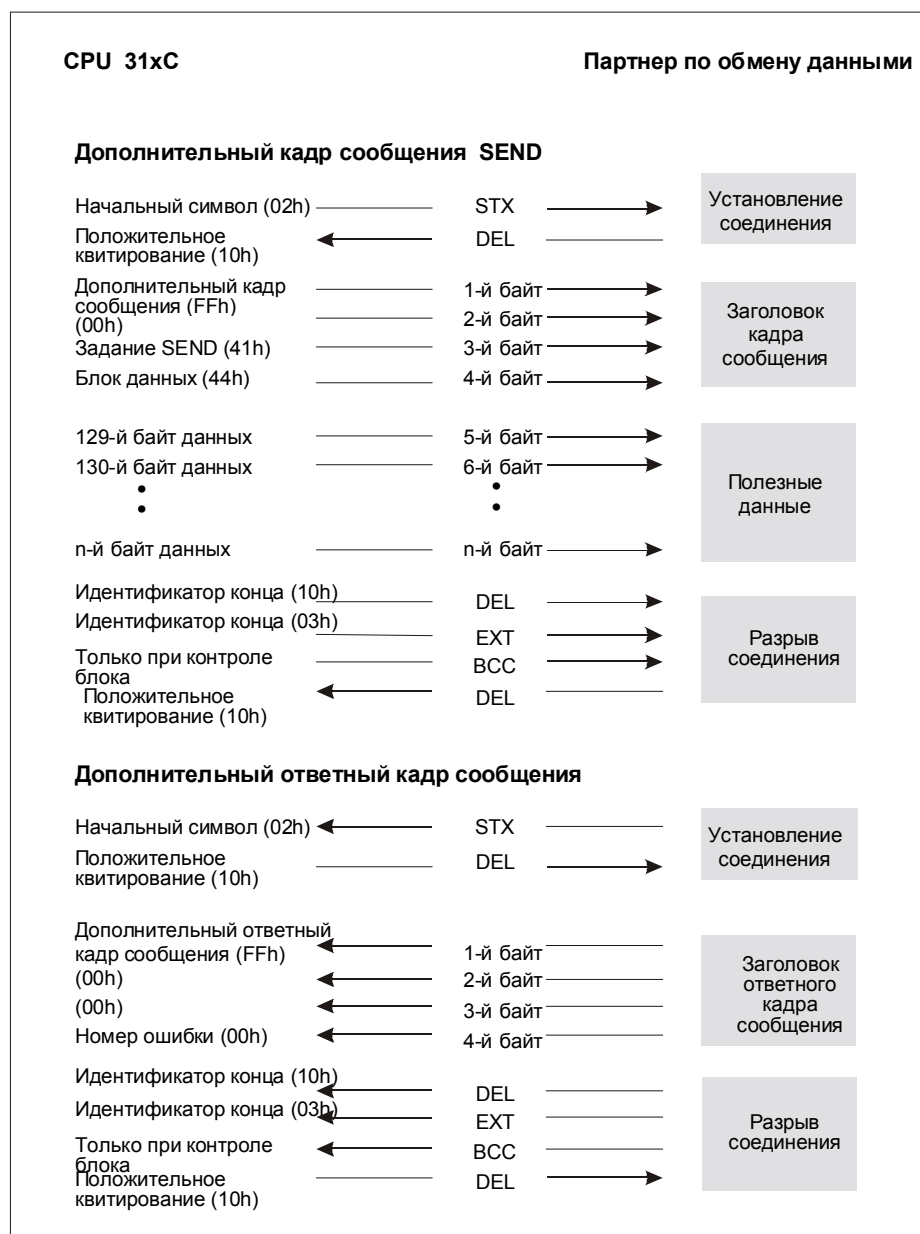 CPU 31xC Партнер по обмену данными
Дополнительный кадр сообщения SEND
Начальный символ (02h) STX Установление
соединения
Положительное
квитирование (10h) DEL
Дополнительный кадр
сообщения (FFh) 1-й байт
(00h) 2-й байт
Заголовок
кадра
сообщения
Задание SEND (41h) 3-й байт
Блок данных (44h) 4-й байт
129-й байт данных 5-й байт
130-й байт данных 6-й байт
Полезные
данные
n-й байт данных n-й байт
Идентификатор конца (10h) DEL
Идентификатор конца (03h) EXT
Разрыв
соединения
Только при контроле
блока BCC
Положительное
квитирование (10h) DEL
Дополнительный ответный кадр сообщения
Начальный символ (02h) STX Установление
соединения
Положительное
квитирование (10h) DEL
Дополнительный ответный
кадр сообщения (FFh) 1-й байт
(00h) 2-й байт
Заголовок
ответного
кадра
сообщения
(00h) 3-й байт
Номер ошибки (00h) 4-й байт
Идентификатор конца (10h) DEL
Идентификатор конца (03h) EXT
Разрыв
соединения
Только при контроле
блока BCC
Положительное
квитирование (10h) DEL